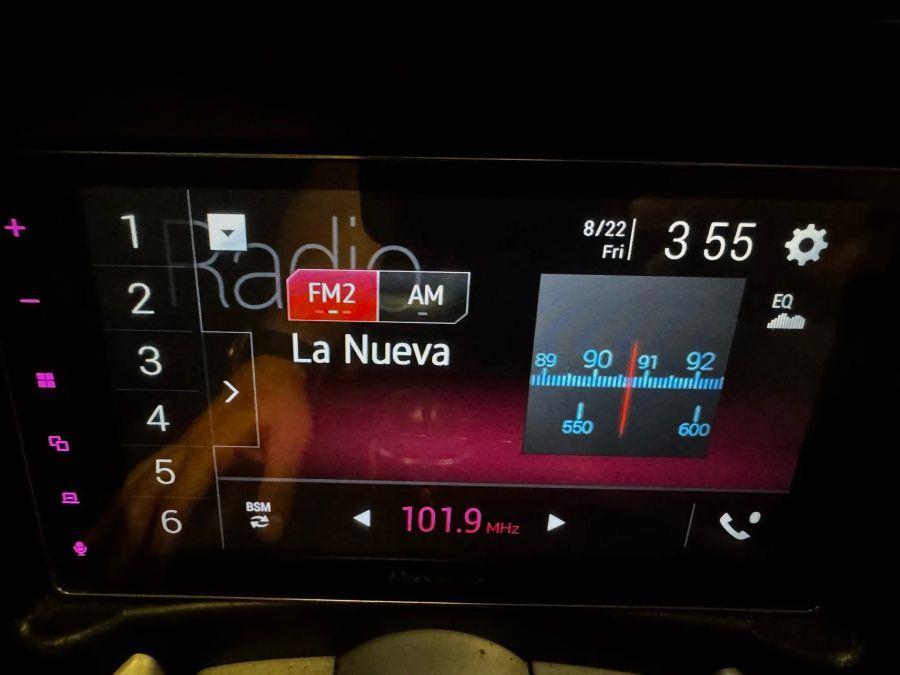 Radio
8/22
Fri
3 55
FM2 AM
EQ
La Nueva
1
2
3
4
5
6
89 90 91 92
550 600
BSM
101.9 MHz